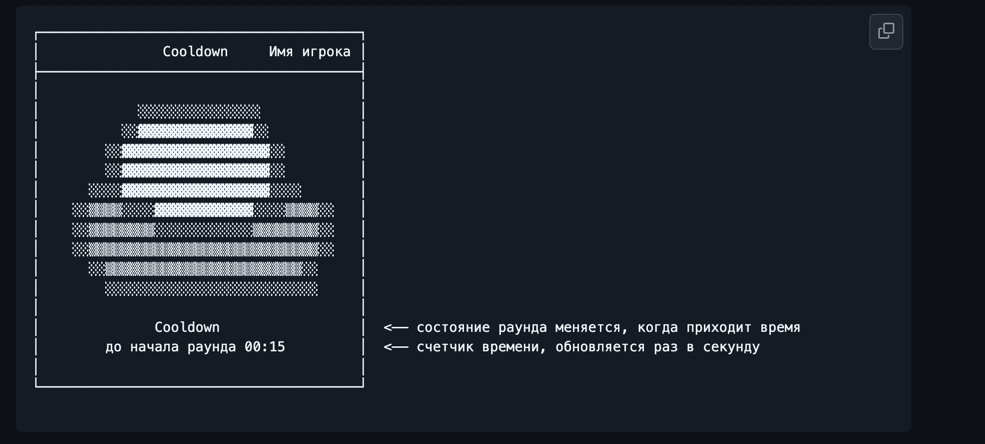 Cooldown Имя игрока
Cooldown <── состояние раунда меняется, когда приходит время
до начала раунда 00:15 <── счетчик времени, обновляется раз в секунду